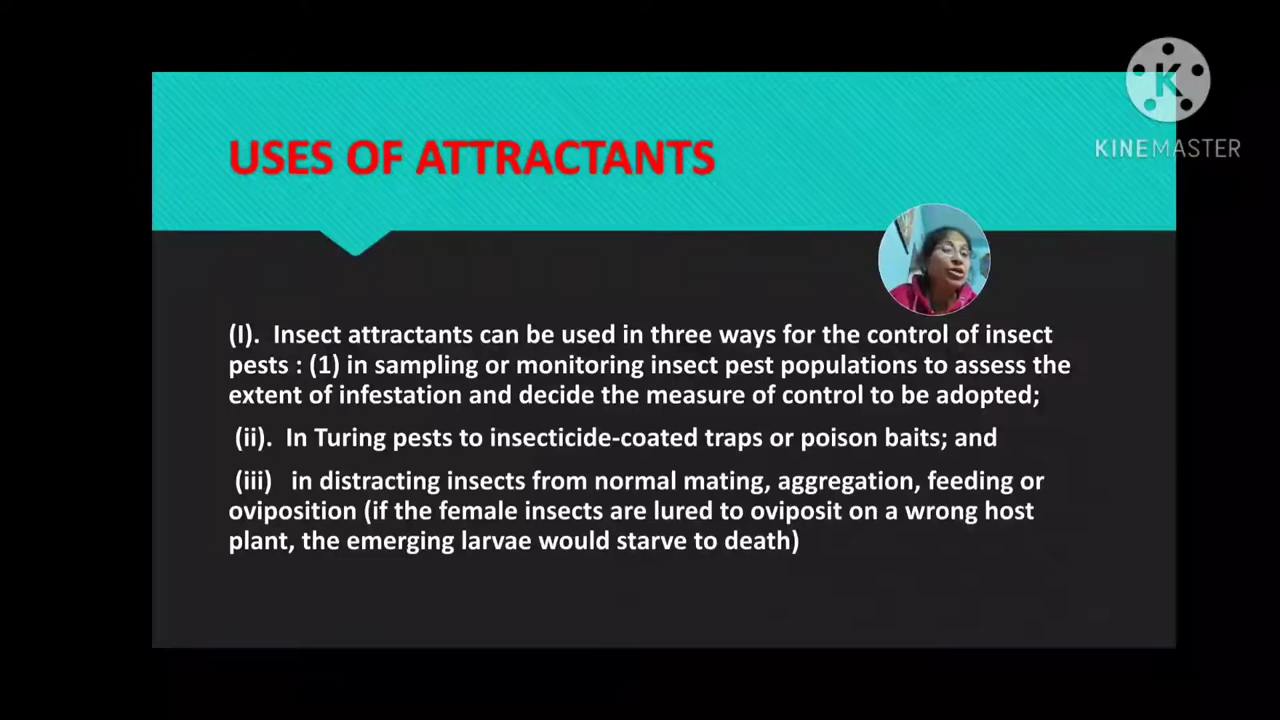 KINEMASTER
USES OF ATTRACTANTS
(I). Insect attractants can be used in three ways for the control of insect
pests : (1) in sampling or monitoring insect pest populations to assess the
extent of infestation and decide the measure of control to be adopted;
(ii). In Turing pests to insecticide-coated traps or poison baits; and
(iii) in distracting insects from normal mating, aggregation, feeding or
oviposition (if the female insects are lured to oviposit on a wrong host
plant, the emerging larvae would starve to death)